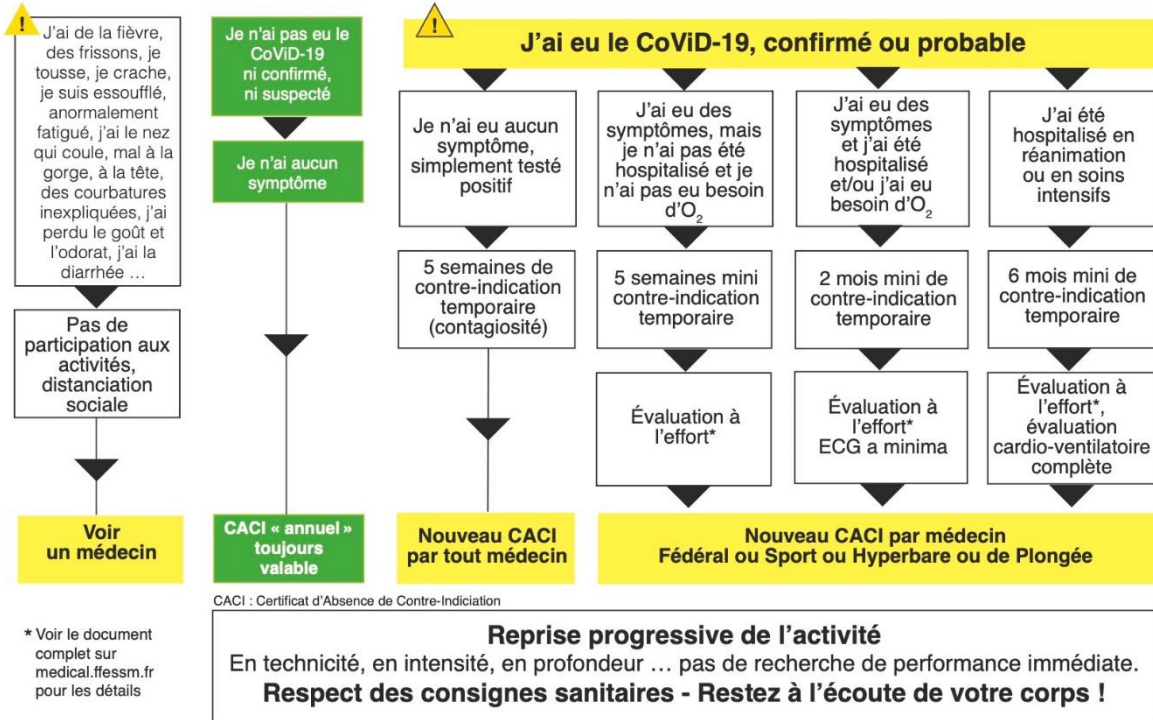 !
J'ai de la fièvre,
des frissons, je
tousse, je crache,
je suis essoufflé,
anormalement
fatigué, j'ai le nez
qui coule, mal à la
gorge, à la tête,
des courbatures
inexpliquées, j'ai
perdu le goût et
l'odorat, j'ai la
diarrhée …
Pas de
participation aux
activités,
distanciation
sociale
Voir
un médecin
Je n'ai pas eu le
CoViD-19
ni confirmé,
ni suspecté
Je n'ai aucun
symptôme
CACI « annuel »
toujours
valable
!
J'ai eu le CoViD-19, confirmé ou probable
Je n'ai eu aucun
symptôme,
simplement testé
positif
5 semaines de
contre-indication
temporaire
(contagiosité)
Nouveau CACI
par tout médecin
J'ai eu des
symptômes, mais
je n'ai pas été
hospitalisé et je
n'ai pas eu besoin
d'O₂
5 semaines mini
contre-indication
temporaire
Évaluation à
l'effort*
J'ai eu des
symptômes
et j'ai été
hospitalisé
et/ou j'ai eu
besoin d'O₂
2 mois mini de
contre-indication
temporaire
Évaluation à
l'effort*
ECG a minima
J'ai été
hospitalisé en
réanimation
ou en soins
intensifs
6 mois mini de
contre-indication
temporaire
Évaluation à
l'effort*,
évaluation
cardio-ventilatoire
complète
Nouveau CACI par médecin
Fédéral ou Sport ou Hyperbare ou de Plongée
CACI : Certificat d'Absence de Contre-Indiciation
* Voir le document
complet sur
medical.ffessm.fr
pour les détails
Reprise progressive de l'activité
En technicité, en intensité, en profondeur … pas de recherche de performance immédiate.
Respect des consignes sanitaires - Restez à l'écoute de votre corps !